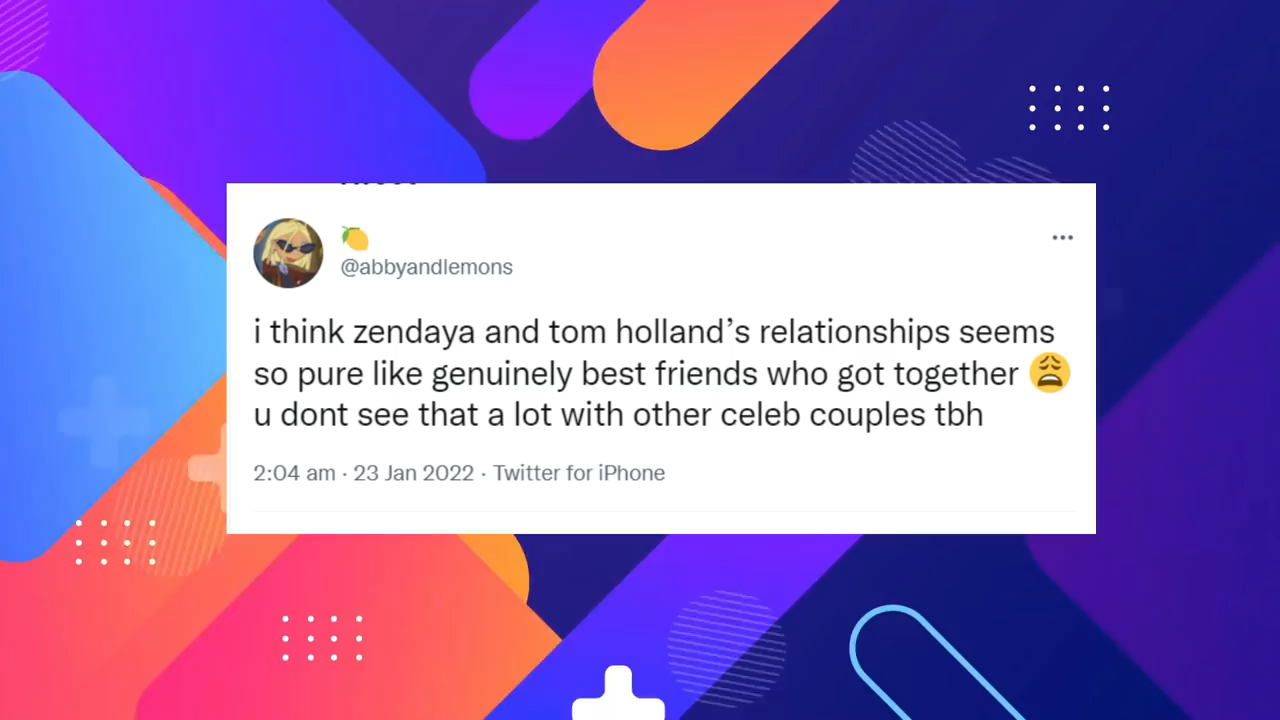 🍋
@abbyandlemons
i think zendaya and tom holland’s relationships seems
so pure like genuinely best friends who got together 😩
u dont see that a lot with other celeb couples tbh
2:04 am · 23 Jan 2022 · Twitter for iPhone